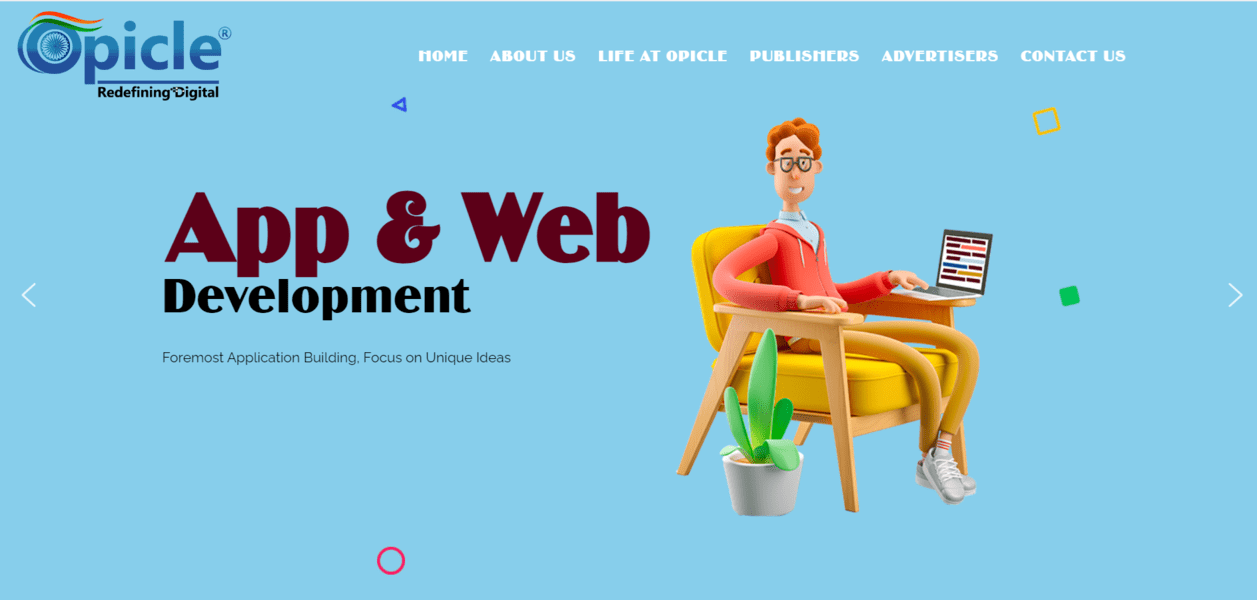 Opicle®
Redefining Digital
HOME ABOUT US LIFE AT OPICLE PUBLISHERS ADVERTISERS CONTACT US
App & Web
Development
Foremost Application Building, Focus on Unique Ideas